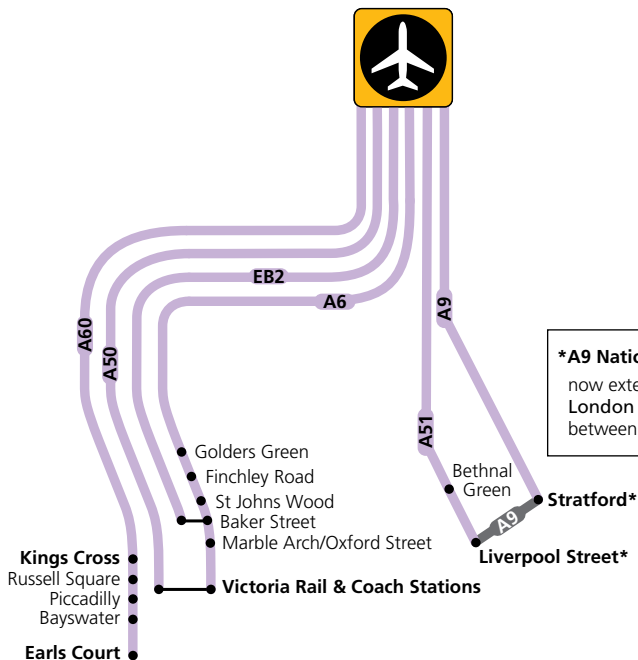 EB2
A6
A9
A60
A50
*A9 Natio
now exte
London
between
A51
Golders Green
Finchley Road
St Johns Wood
Baker Street
Marble Arch/Oxford Street
Bethnal
Green
Stratford*
A9
Liverpool Street*
Kings Cross
Russell Square
Piccadilly
Bayswater
Earls Court
Victoria Rail & Coach Stations